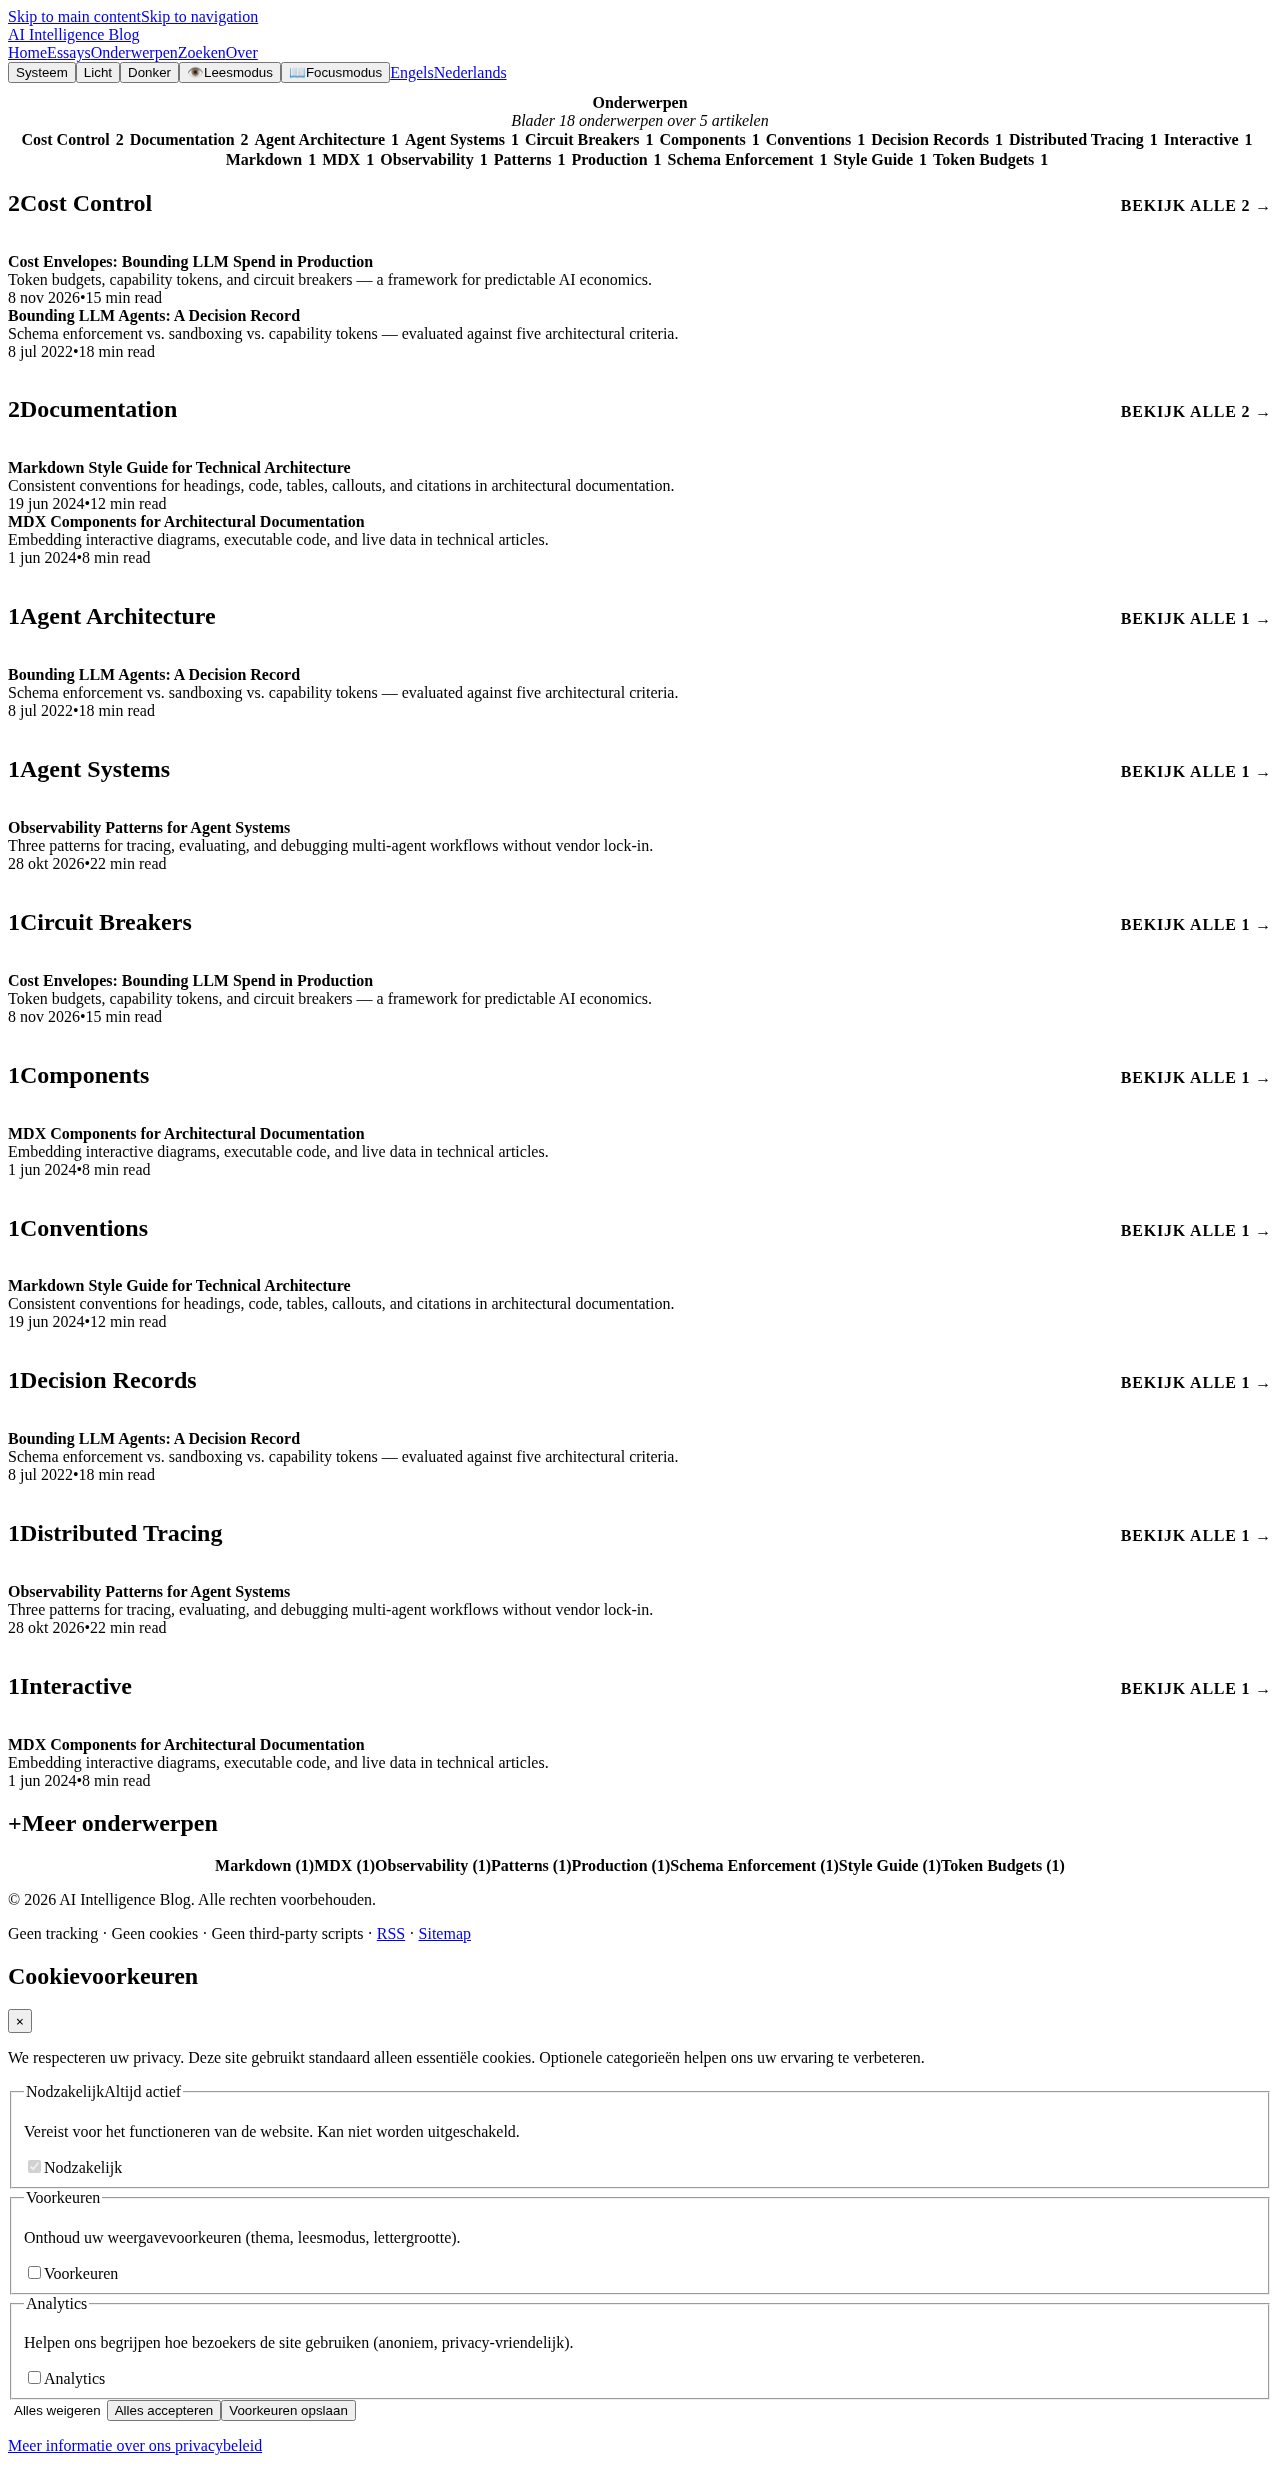 Skip to main contentSkip to navigation
AI Intelligence Blog
HomeEssaysOnderwerpenZoekenOver
Systeem Licht Donker 👁️Leesmodus 📖Focusmodus EngelsNederlands
Onderwerpen
Blader 18 onderwerpen over 5 artikelen
Cost Control 2 Documentation 2 Agent Architecture 1 Agent Systems 1 Circuit Breakers 1 Components 1 Conventions 1 Decision Records 1 Distributed Tracing 1 Interactive 1
Markdown 1 MDX 1 Observability 1 Patterns 1 Production 1 Schema Enforcement 1 Style Guide 1 Token Budgets 1
2Cost Control BEKIJK ALLE 2 →
Cost Envelopes: Bounding LLM Spend in Production
Token budgets, capability tokens, and circuit breakers — a framework for predictable AI economics.
8 nov 2026•15 min read
Bounding LLM Agents: A Decision Record
Schema enforcement vs. sandboxing vs. capability tokens — evaluated against five architectural criteria.
8 jul 2022•18 min read
2Documentation BEKIJK ALLE 2 →
Markdown Style Guide for Technical Architecture
Consistent conventions for headings, code, tables, callouts, and citations in architectural documentation.
19 jun 2024•12 min read
MDX Components for Architectural Documentation
Embedding interactive diagrams, executable code, and live data in technical articles.
1 jun 2024•8 min read
1Agent Architecture BEKIJK ALLE 1 →
Bounding LLM Agents: A Decision Record
Schema enforcement vs. sandboxing vs. capability tokens — evaluated against five architectural criteria.
8 jul 2022•18 min read
1Agent Systems BEKIJK ALLE 1 →
Observability Patterns for Agent Systems
Three patterns for tracing, evaluating, and debugging multi-agent workflows without vendor lock-in.
28 okt 2026•22 min read
1Circuit Breakers BEKIJK ALLE 1 →
Cost Envelopes: Bounding LLM Spend in Production
Token budgets, capability tokens, and circuit breakers — a framework for predictable AI economics.
8 nov 2026•15 min read
1Components BEKIJK ALLE 1 →
MDX Components for Architectural Documentation
Embedding interactive diagrams, executable code, and live data in technical articles.
1 jun 2024•8 min read
1Conventions BEKIJK ALLE 1 →
Markdown Style Guide for Technical Architecture
Consistent conventions for headings, code, tables, callouts, and citations in architectural documentation.
19 jun 2024•12 min read
1Decision Records BEKIJK ALLE 1 →
Bounding LLM Agents: A Decision Record
Schema enforcement vs. sandboxing vs. capability tokens — evaluated against five architectural criteria.
8 jul 2022•18 min read
1Distributed Tracing BEKIJK ALLE 1 →
Observability Patterns for Agent Systems
Three patterns for tracing, evaluating, and debugging multi-agent workflows without vendor lock-in.
28 okt 2026•22 min read
1Interactive BEKIJK ALLE 1 →
MDX Components for Architectural Documentation
Embedding interactive diagrams, executable code, and live data in technical articles.
1 jun 2024•8 min read
+Meer onderwerpen
Markdown (1)MDX (1)Observability (1)Patterns (1)Production (1)Schema Enforcement (1)Style Guide (1)Token Budgets (1)
© 2026 AI Intelligence Blog. Alle rechten voorbehouden.
Geen tracking · Geen cookies · Geen third-party scripts · RSS · Sitemap
Cookievoorkeuren
×
We respecteren uw privacy. Deze site gebruikt standaard alleen essentiële cookies. Optionele categorieën helpen ons uw ervaring te verbeteren.
NodzakelijkAltijd actief
Vereist voor het functioneren van de website. Kan niet worden uitgeschakeld.
Nodzakelijk
Voorkeuren
Onthoud uw weergavevoorkeuren (thema, leesmodus, lettergrootte).
Voorkeuren
Analytics
Helpen ons begrijpen hoe bezoekers de site gebruiken (anoniem, privacy-vriendelijk).
Analytics
Alles weigeren Alles accepteren Voorkeuren opslaan
Meer informatie over ons privacybeleid